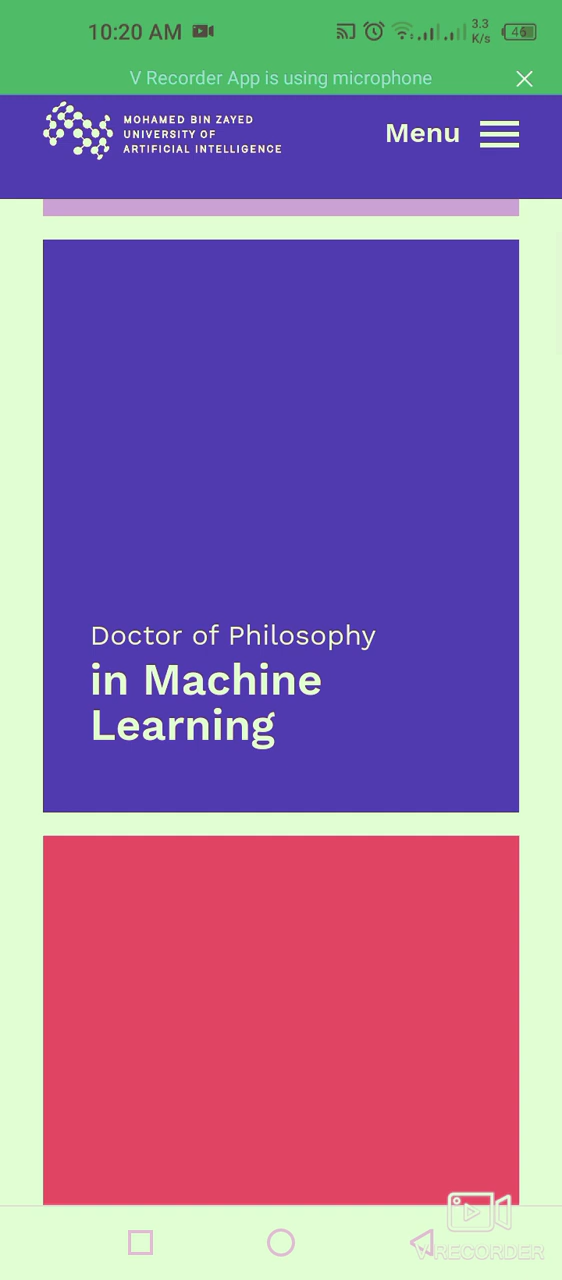 10:20 AM
3.3
K/s
46
V Recorder App is using microphone
MOHAMED BIN ZAYED
UNIVERSITY OF
ARTIFICIAL INTELLIGENCE
Menu
Doctor of Philosophy
in Machine
Learning
V RECORDER